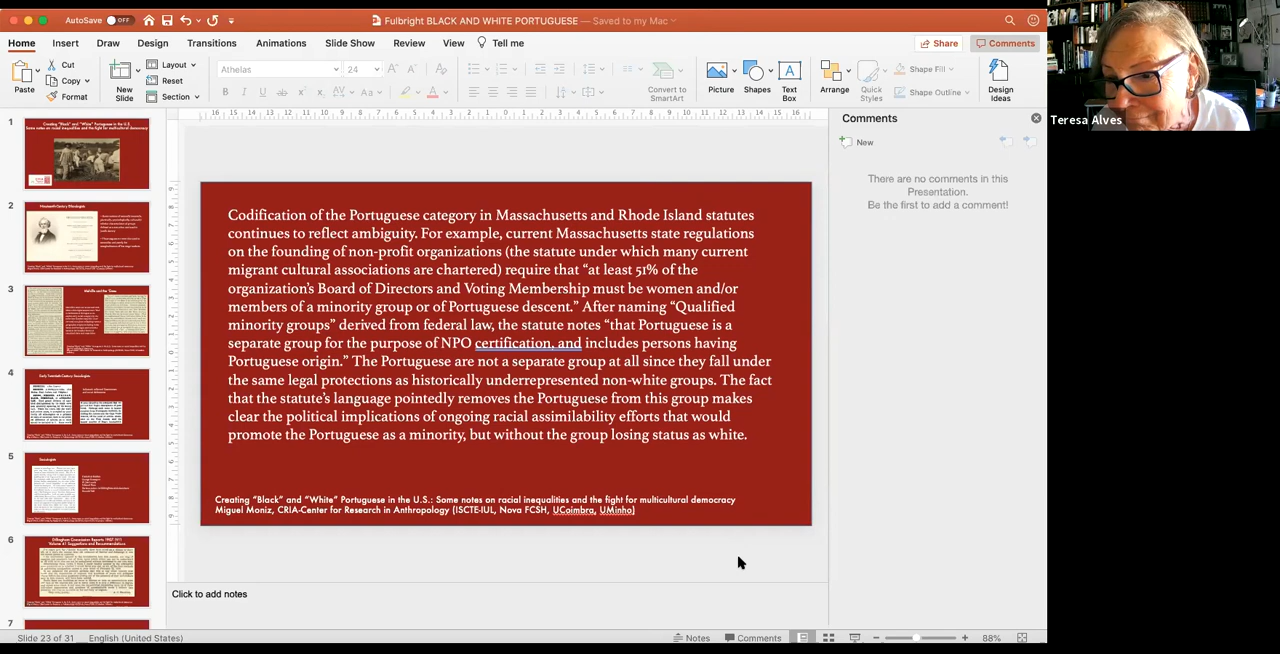 AutoSave OFF
Fulbright BLACK AND WHITE PORTUGUESE — Saved to my Mac
Home Insert Draw Design Transitions Animations Slide Show Review View Tell me
Share Comments
Paste
Cut
Copy
Format
New Slide
Layout
Reset
Section
Athelas 24
Convert to SmartArt
Picture
Shapes
Text Box
Arrange
Quick Styles
Shape Fill
Shape Outline
Design Ideas
Teresa Alves
1
2
3
4
5
6
7
Codification of the Portuguese category in Massachusetts and Rhode Island statutes
continues to reflect ambiguity. For example, current Massachusetts state regulations
on the founding of non-profit organizations (the statute under which many current
migrant cultural associations are chartered) require that “at least 51% of the
organization’s Board of Directors and Voting Membership must be women and/or
members of a minority group or of Portuguese descent.” After naming “Qualified
minority groups” derived from federal law, the statute notes “that Portuguese is a
separate group for the purpose of NPO certification, and includes persons having
Portuguese origin.” The Portuguese are not a separate group at all since they fall under
the same legal protections as historically underrepresented non-white groups. The fact
that the statute’s language pointedly removes the Portuguese from this group makes
clear the political implications of ongoing racial assimilability efforts that would
promote the Portuguese as a minority, but without the group losing status as white.
Creating “Black” and “White” Portuguese in the U.S.: Some notes on racial inequalities and the fight for multicultural democracy
Miguel Moniz, CRIA-Center for Research in Anthropology (ISCTE-IUL, Nova FCSH, UCoimbra, UMinho)
Comments
New
There are no comments in this
Presentation.
Be the first to add a comment!
Click to add notes
Slide 23 of 31 English (United States)
Notes Comments 88%